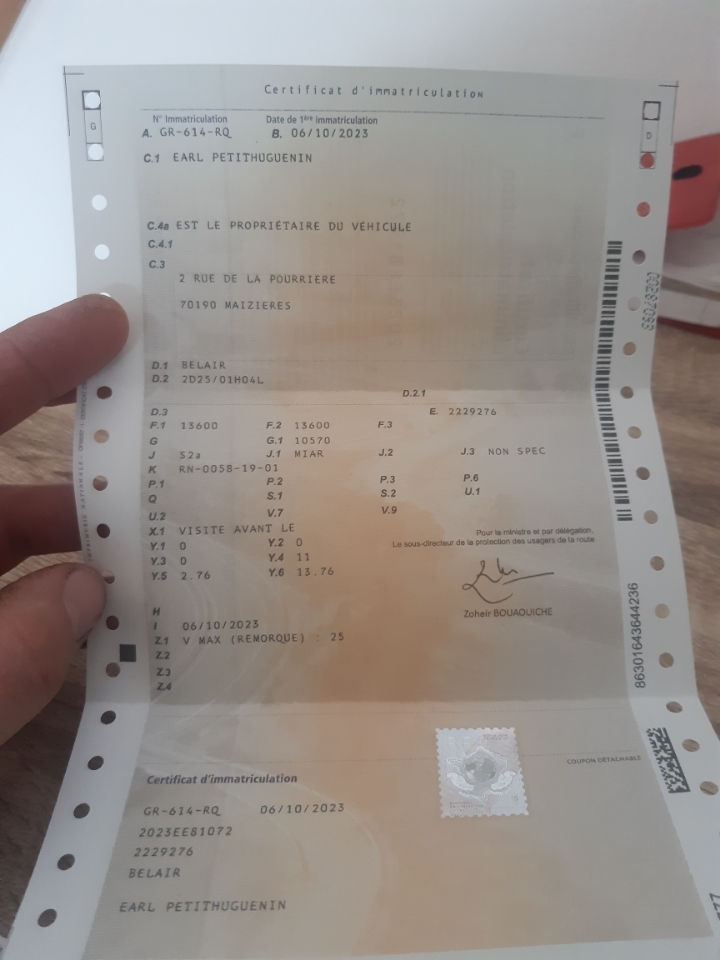 Certificat d'immatriculation
N° Immatriculation Date de 1ère immatriculation
G
A. GR-614-RQ B. 06/10/2023
D
C.1 EARL PETITHUGUENIN
C.4a EST LE PROPRIÉTAIRE DU VÉHICULE
C.4.1
C.3
2 RUE DE LA POURRIERE
70190 MAIZIERES
D.1 BELAIR
D.2 2D25/01H04L
D.2.1
D.3 E. 2229276
F.1 13600 F.2 13600 F.3
G G.1 10570
J S2a J.1 MIAR J.2 J.3 NON SPEC
K RN-0058-19-01
P.1 P.2 P.3 P.6
Q S.1 S.2 U.1
U.2 V.7 V.9
X.1 VISITE AVANT LE
Y.1 0 Y.2 0
Y.3 0 Y.4 11
Y.5 2.76 Y.6 13.76
Pour le ministre et par délégation,
Le sous-directeur de la protection des usagers de la route
Zoheir BOUAOUICHE
H
I 06/10/2023
Z.1 V MAX (REMORQUE) : 25
Z.2
Z.3
Z.4
86301643644236
COUPON DÉTACHABLE
Certificat d'immatriculation
GR-614-RQ 06/10/2023
2023EE81072
2229276
BELAIR
EARL PETITHUGUENIN